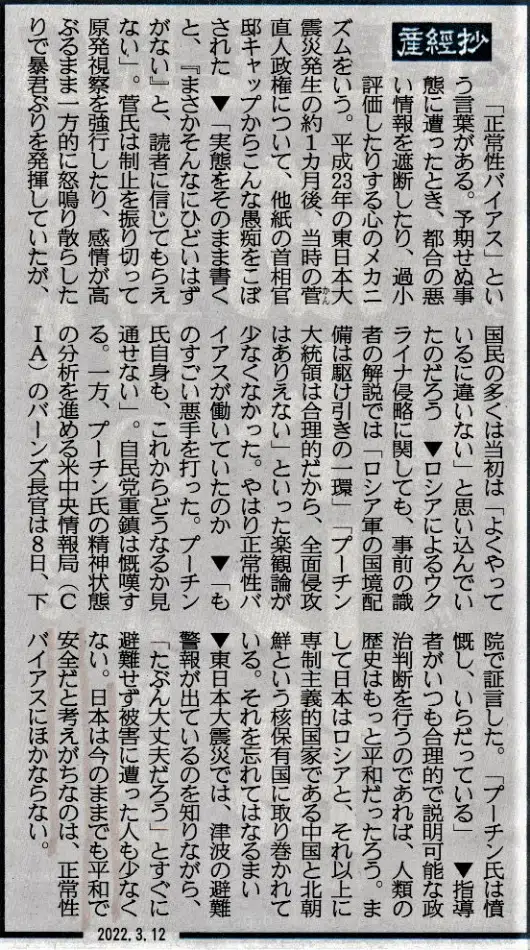 産經抄
「正常性バイアス」とい
う言葉がある。予期せぬ事
態に遭ったとき、都合の悪
い情報を遮断したり、過小
評価したりする心のメカニ
ズムをいう。平成23年の東日本大
震災発生の約1カ月後、当時の菅かん
直人政権について、他紙の首相官
邸キャップからこんな愚痴をこぼ
された▼「実態をそのまま書く
と、『まさかそんなにひどいはず
がない』と、読者に信じてもらえ
ない」。菅氏は制止を振り切って
原発視察を強行したり、感情が高
ぶるまま一方的に怒鳴り散らした
りで暴君ぶりを発揮していたが、
国民の多くは当初は「よくやって
いるに違いない」と思い込んでい
たのだろう▼ロシアによるウク
ライナ侵略に関しても、事前の識
者の解説では「ロシア軍の国境配
備は駆け引きの一環」「プーチン
大統領は合理的だから、全面侵攻
はありえない」といった楽観論が
少なくなかった。やはり正常性バ
イアスが働いていたのか▼「も
のすごい悪手を打った。プーチン
氏自身も、これからどうなるか見
通せない」。自民党重鎮は慨嘆す
る。一方、プーチン氏の精神状態
の分析を進める米中央情報局（C
IA）のバーンズ長官は8日、下
院で証言した。「プーチン氏は憤
慨し、いらだっている」▼指導
者がいつも合理的で説明可能な政
治判断を行うのであれば、人類の
歴史はもっと平和だったろう。ま
して日本はロシアと、それ以上に
専制主義的国家である中国と北朝
鮮という核保有国に取り巻かれて
いる。それを忘れてはなるまい
▼東日本大震災では、津波の避難
警報が出ているのを知りながら、
「たぶん大丈夫だろう」とすぐに
避難せず被害に遭った人も少なく
ない。日本は今のままでも平和で
安全だと考えがちなのは、正常性
バイアスにほかならない。
2022.3.12